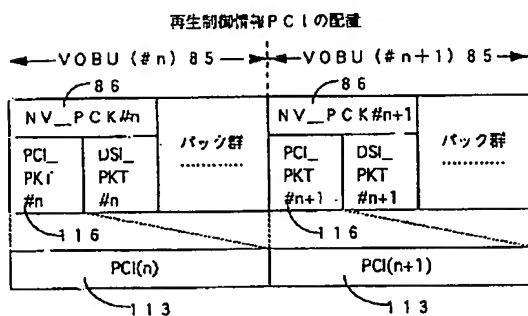 再生制御情報PCIの配置
VOBU(#n)85 VOBU(#n+1)85
86 86
NV_PCK#n パック群 NV_PCK#n+1 パック群
PCI_ DSI_ PCI_ DSI_
PKT PKT PKT PKT
#n #n #n+1 #n+1
116 116
PCI(n) PCI(n+1)
113 113